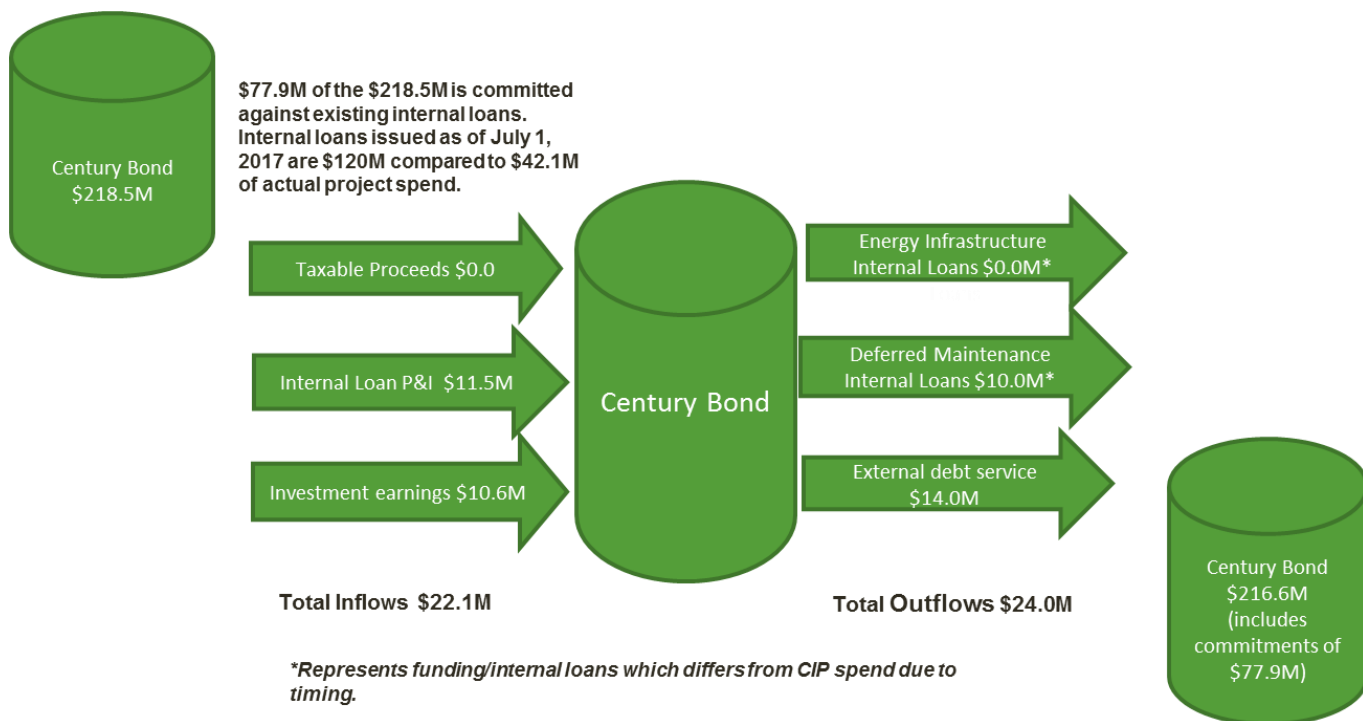 Century Bond
$218.5M
$77.9M of the $218.5M is committed
against existing internal loans.
Internal loans issued as of July 1,
2017 are $120M compared to $42.1M
of actual project spend.
Taxable Proceeds $0.0
Internal Loan P&I $11.5M
Investment earnings $10.6M
Total Inflows $22.1M
Century Bond
Energy Infrastructure
Internal Loans $0.0M*
Deferred Maintenance
Internal Loans $10.0M*
External debt service
$14.0M
Total Outflows $24.0M
Century Bond
$216.6M
(includes
commitments of
$77.9M)
*Represents funding/internal loans which differs from CIP spend due to
timing.